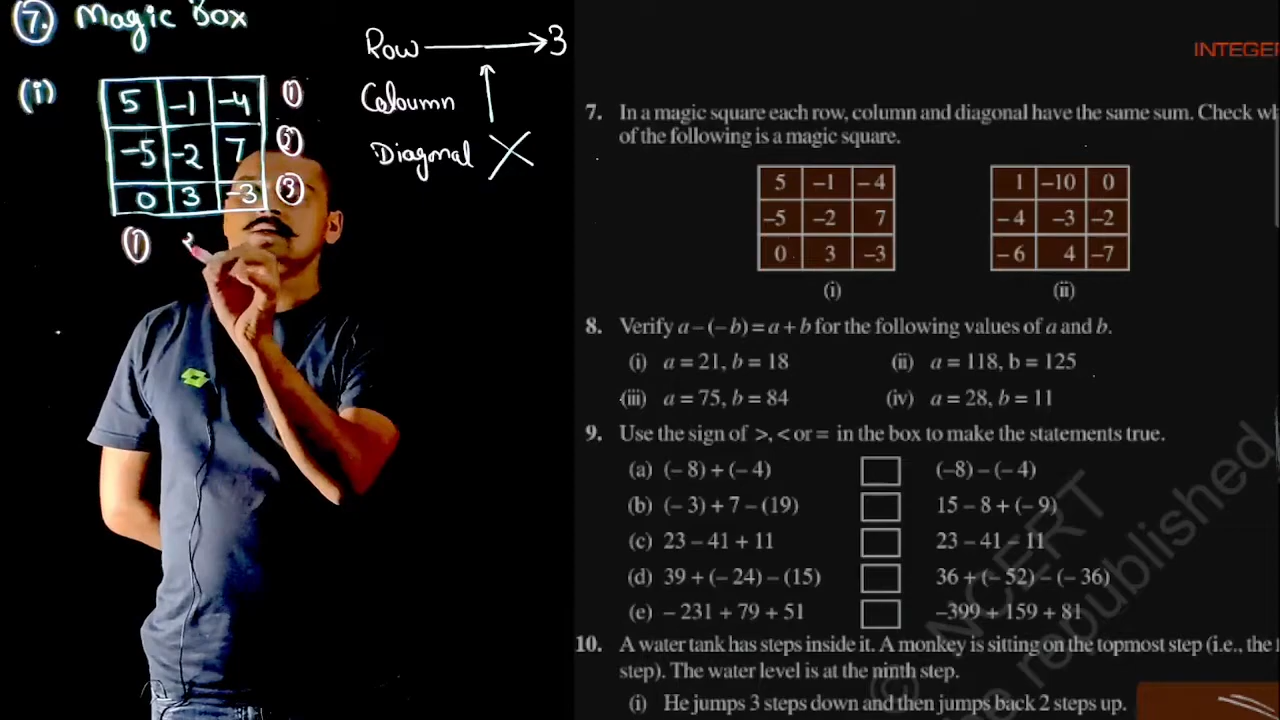 7. Magic Box
Row → 3
Coloumn ↑
Diagonal
(i)
5 -1 -4 1
-5 -2 7 2
0 3 -3 3
1
INTEGER
7. In a magic square each row, column and diagonal have the same sum. Check
of the following is a magic square.
5 –1 – 4
–5 –2 7
0 3 –3
(i)
1 –10 0
– 4 –3 –2
– 6 4 –7
(ii)
8. Verify a – (– b) = a + b for the following values of a and b.
(i) a = 21, b = 18 (ii) a = 118, b = 125
(iii) a = 75, b = 84 (iv) a = 28, b = 11
9. Use the sign of >, < or = in the box to make the statements true.
(a) (– 8) + (– 4) (–8) – (– 4)
(b) (– 3) + 7 – (19) 15 – 8 + (– 9)
(c) 23 – 41 + 11 23 – 41 – 11
(d) 39 + (– 24) – (15) 36 + (– 52) – (– 36)
(e) – 231 + 79 + 51 –399 + 159 + 81
10. A water tank has steps inside it. A monkey is sitting on the topmost step (i.e., the
step). The water level is at the ninth step.
(i) He jumps 3 steps down and then jumps back 2 steps up.
NCERT
republished